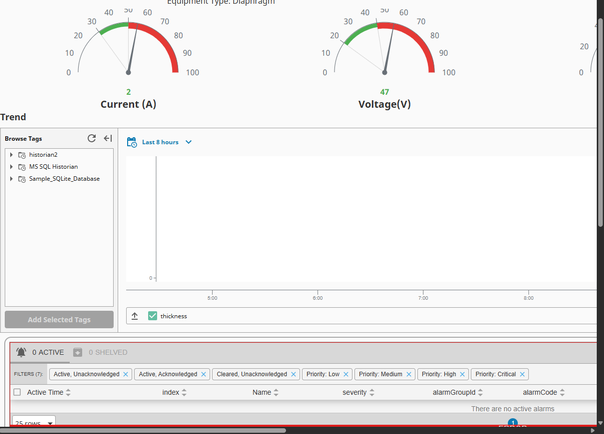 Equipment Type: Diaphragm
0 10 20 30 40 50 60 70 80 90 100
2
Current (A)
0 10 20 30 40 50 60 70 80 90 100
47
Voltage(V)
0 10 20
Trend
Browse Tags
Last 8 hours
historian2
MS SQL Historian
Sample_SQLite_Database
0
5:00 6:00 7:00 8:00
Add Selected Tags
thickness
0 ACTIVE 0 SHELVED
FILTERS (7): Active, Unacknowledged Active, Acknowledged Cleared, Unacknowledged Priority: Low Priority: Medium Priority: High Priority: Critical
Active Time index Name severity alarmGroupId alarmCode
There are no active alarms
25 rows 1